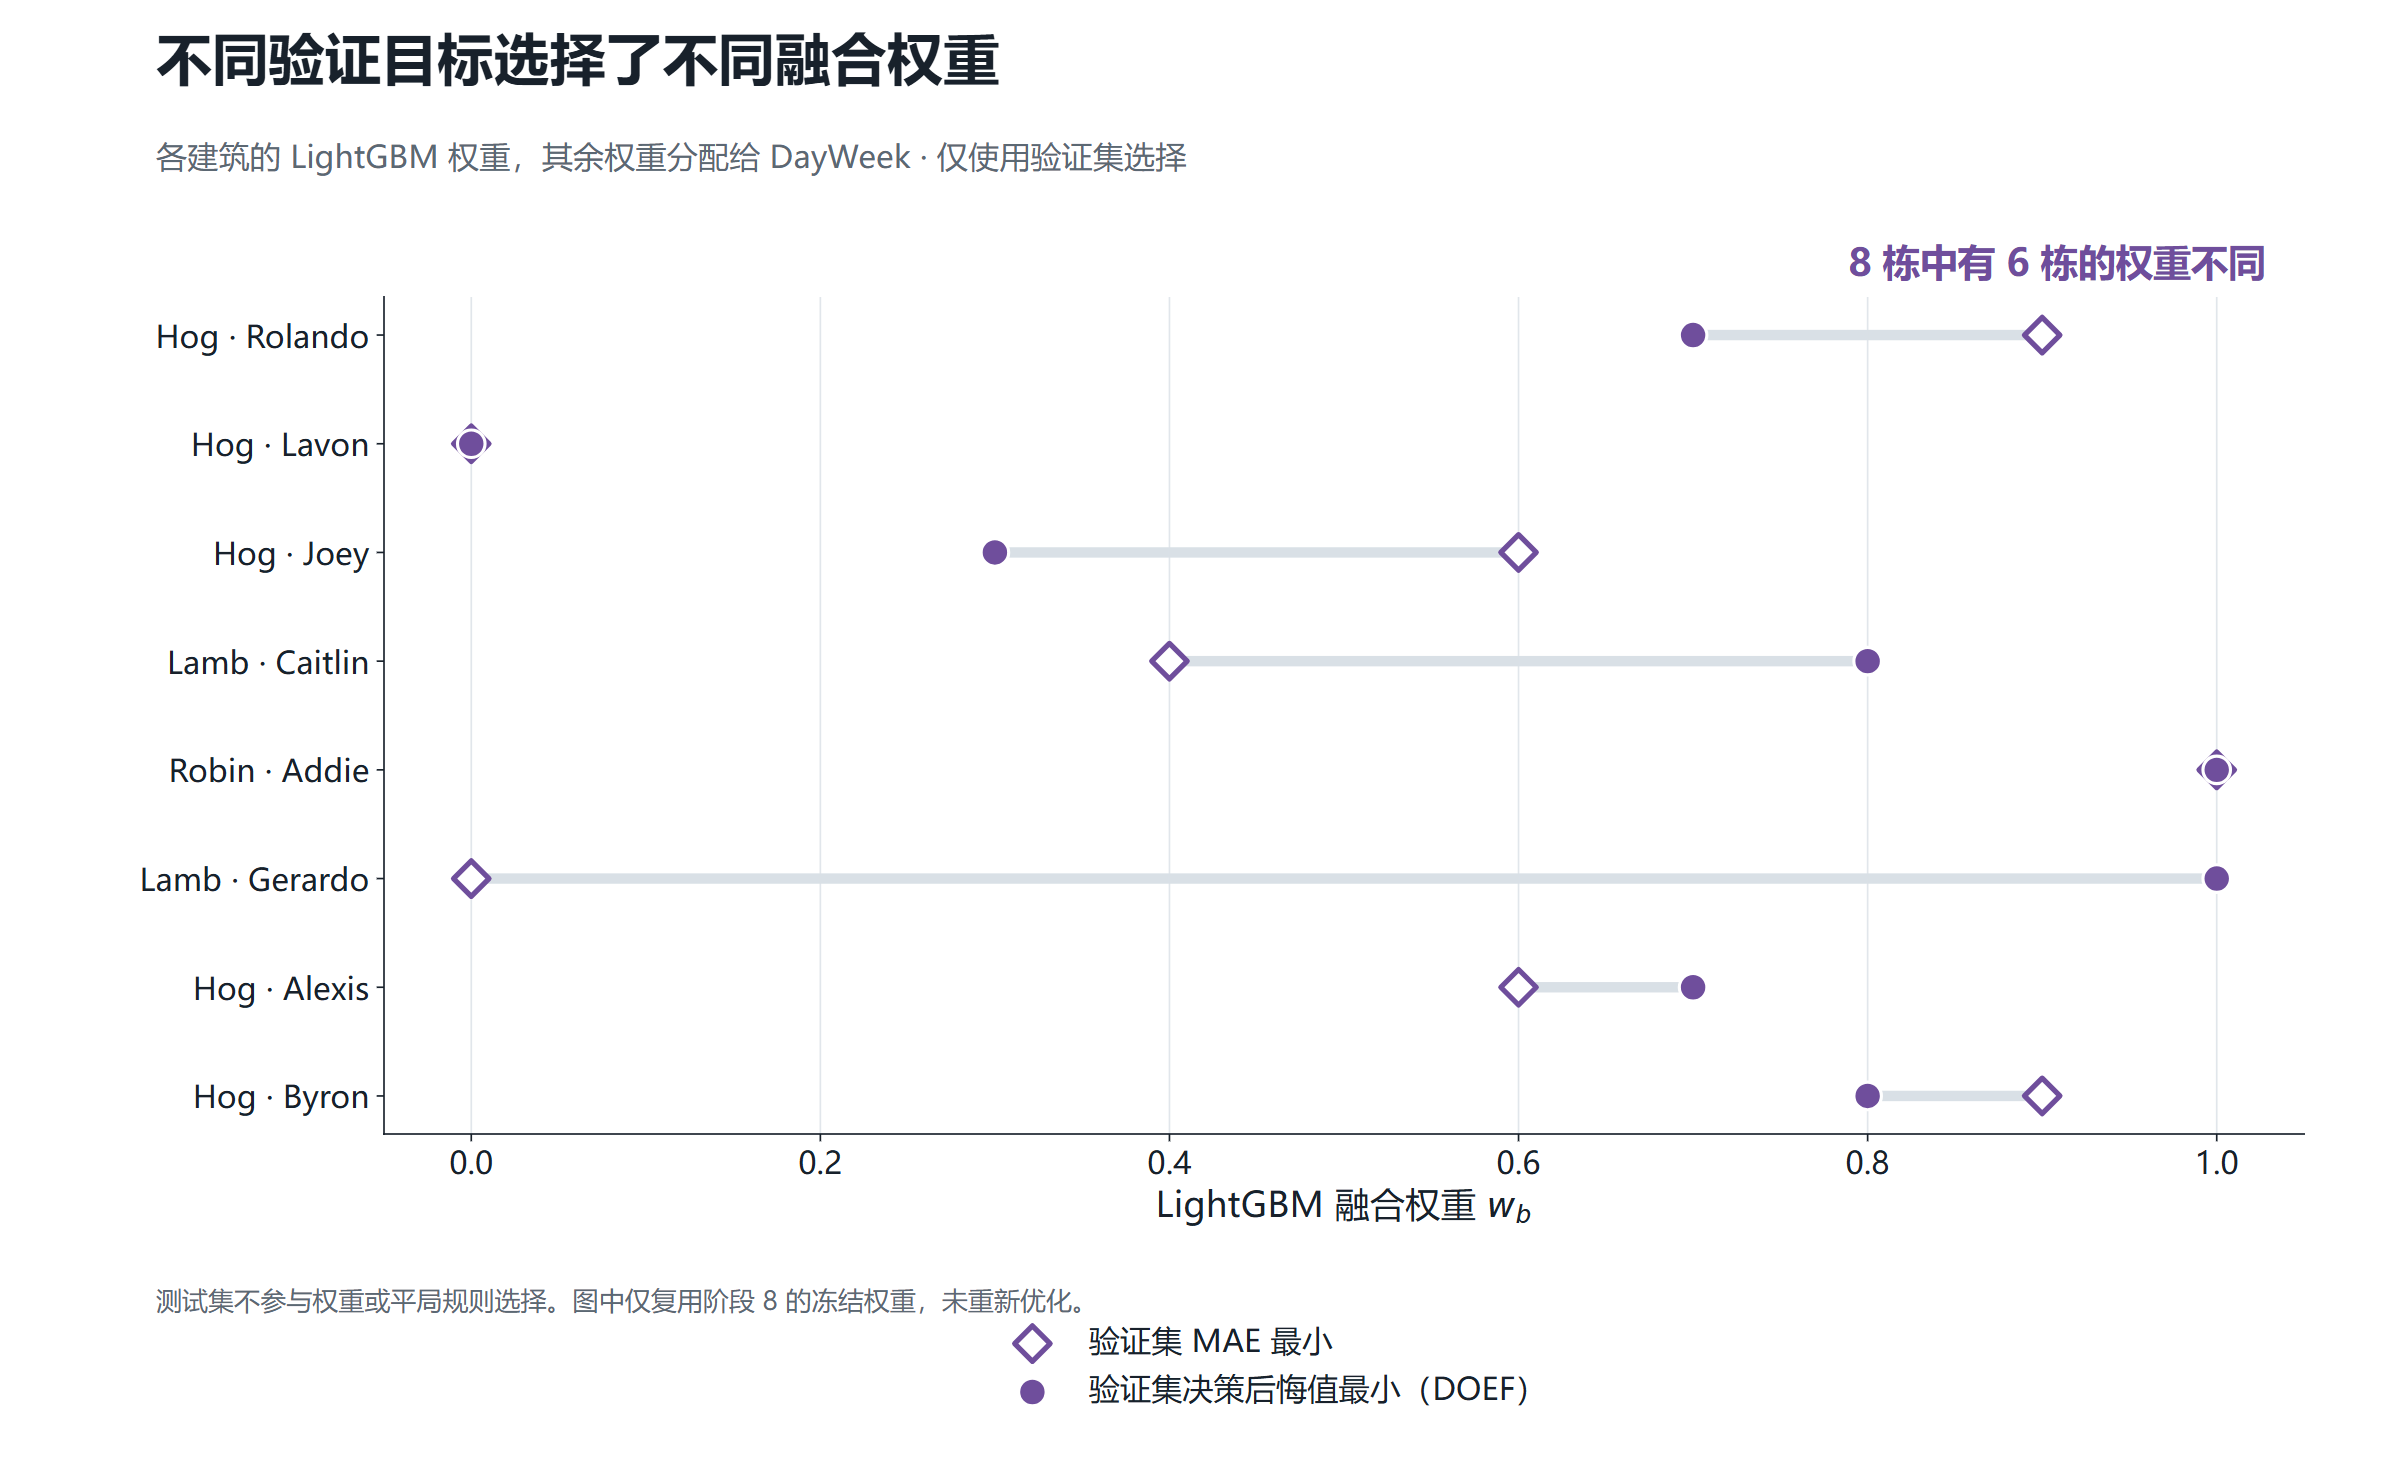 不同验证目标选择了不同融合权重
各建筑的 LightGBM 权重，其余权重分配给 DayWeek · 仅使用验证集选择
8 栋中有 6 栋的权重不同
Hog · Rolando
Hog · Lavon
Hog · Joey
Lamb · Caitlin
Robin · Addie
Lamb · Gerardo
Hog · Alexis
Hog · Byron
0.0 0.2 0.4 0.6 0.8 1.0
LightGBM 融合权重 w_b
测试集不参与权重或平局规则选择。图中仅复用阶段 8 的冻结权重，未重新优化。
验证集 MAE 最小
验证集决策后悔值最小（DOEF）